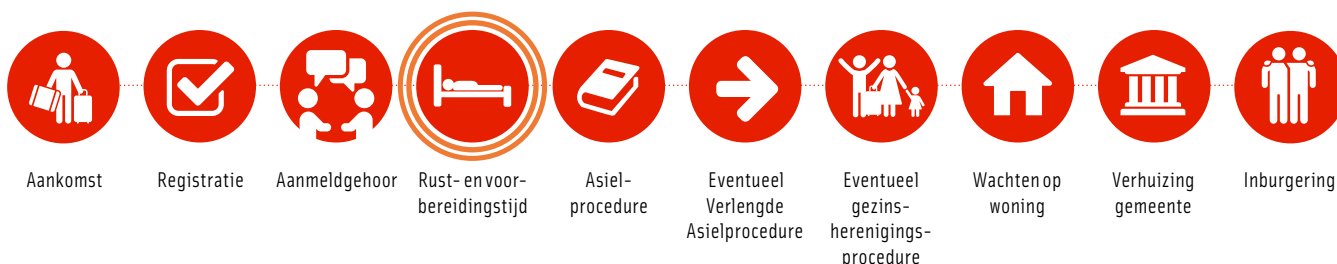 Aankomst
Registratie
Aanmeldgehoor
Rust- en voor-
bereidingstijd
Asiel-
procedure
Eventueel
Verlengde
Asielprocedure
Eventueel
gezins-
herenigings-
procedure
Wachten op
woning
Verhuizing
gemeente
Inburgering